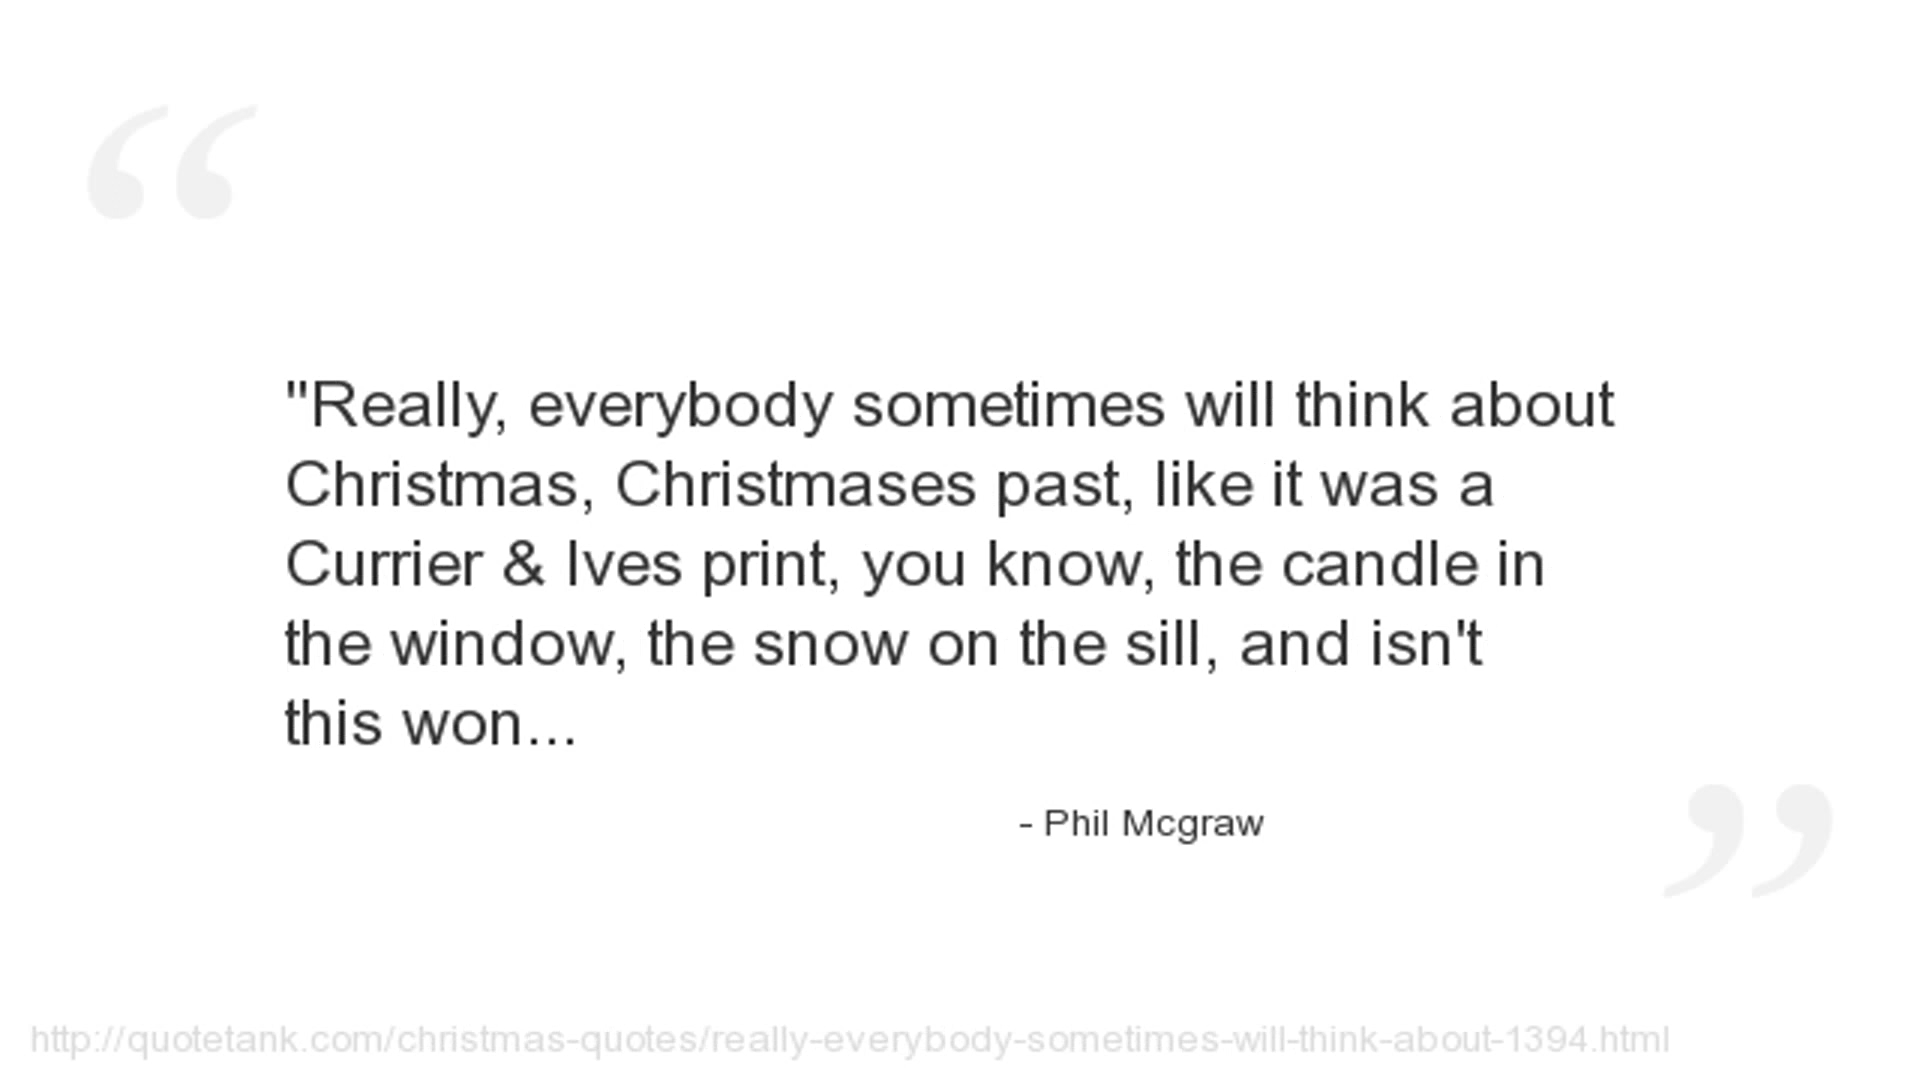 "Really, everybody sometimes will think about
Christmas, Christmases past, like it was a
Currier & Ives print, you know, the candle in
the window, the snow on the sill, and isn't
this won...
- Phil Mcgraw
http://quotetank.com/christmas-quotes/really-everybody-sometimes-will-think-about-1394.html